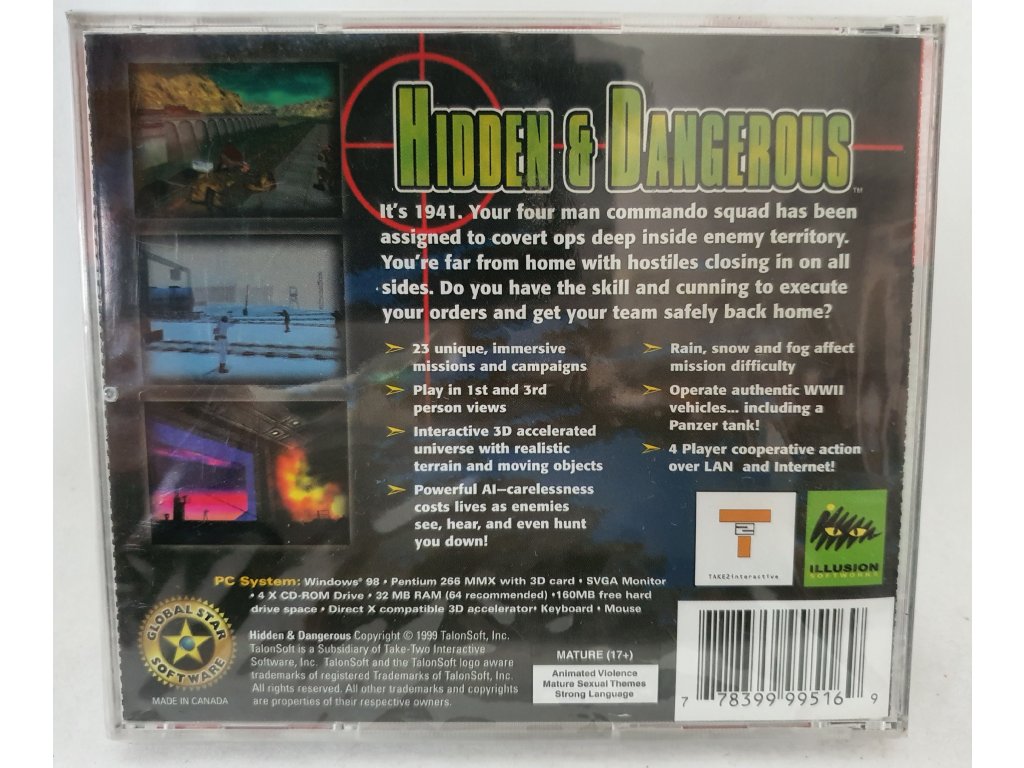 HIDDEN & DANGEROUS™
It's 1941. Your four man commando squad has been
assigned to covert ops deep inside enemy territory.
You're far from home with hostiles closing in on all
sides. Do you have the skill and cunning to execute
your orders and get your team safely back home?
➢ 23 unique, immersive
missions and campaigns
➢ Play in 1st and 3rd
person views
➢ Interactive 3D accelerated
universe with realistic
terrain and moving objects
➢ Powerful AI—carelessness
costs lives as enemies
see, hear, and even hunt
you down!
➢ Rain, snow and fog affect
mission difficulty
➢ Operate authentic WWII
vehicles... including a
Panzer tank!
➢ 4 Player cooperative action
over LAN and Internet!
T2
TAKE2Interactive
ILLUSION
SOFTWORKS
PC System: Windows® 98 • Pentium 266 MMX with 3D card • SVGA Monitor
• 4 X CD-ROM Drive • 32 MB RAM (64 recommended) •160MB free hard
drive space • Direct X compatible 3D accelerator• Keyboard • Mouse
GLOBAL STAR
SOFTWARE
MADE IN CANADA
Hidden & Dangerous Copyright © 1999 TalonSoft, Inc.
TalonSoft is a Subsidiary of Take-Two Interactive
Software, Inc. TalonSoft and the TalonSoft logo aware
trademarks of registered Trademarks of TalonSoft, Inc.
All rights reserved. All other trademarks and copyrights
are properties of their respective owners.
MATURE (17+)
Animated Violence
Mature Sexual Themes
Strong Language
7 78399 99516 9